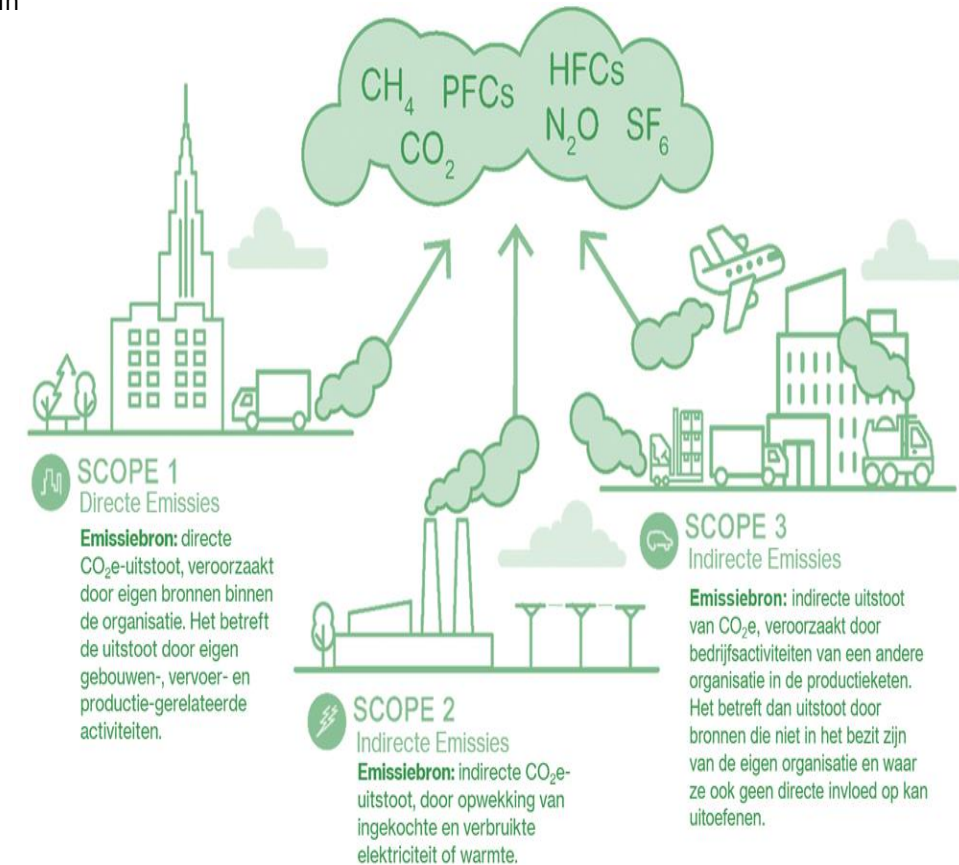 m
CH₄ PFCs HFCs
CO₂ N₂O SF₆
SCOPE 1
Directe Emissies
Emissiebron: directe
CO₂e-uitstoot, veroorzaakt
door eigen bronnen binnen
de organisatie. Het betreft
de uitstoot door eigen
gebouwen-, vervoer- en
productie-gerelateerde
activiteiten.
SCOPE 2
Indirecte Emissies
Emissiebron: indirecte CO₂e-
uitstoot, door opwekking van
ingekochte en verbruikte
elektriciteit of warmte.
SCOPE 3
Indirecte Emissies
Emissiebron: indirecte uitstoot
van CO₂e, veroorzaakt door
bedrijfsactiviteiten van een andere
organisatie in de productieketen.
Het betreft dan uitstoot door
bronnen die niet in het bezit zijn
van de eigen organisatie en waar
ze ook geen directe invloed op kan
uitoefenen.